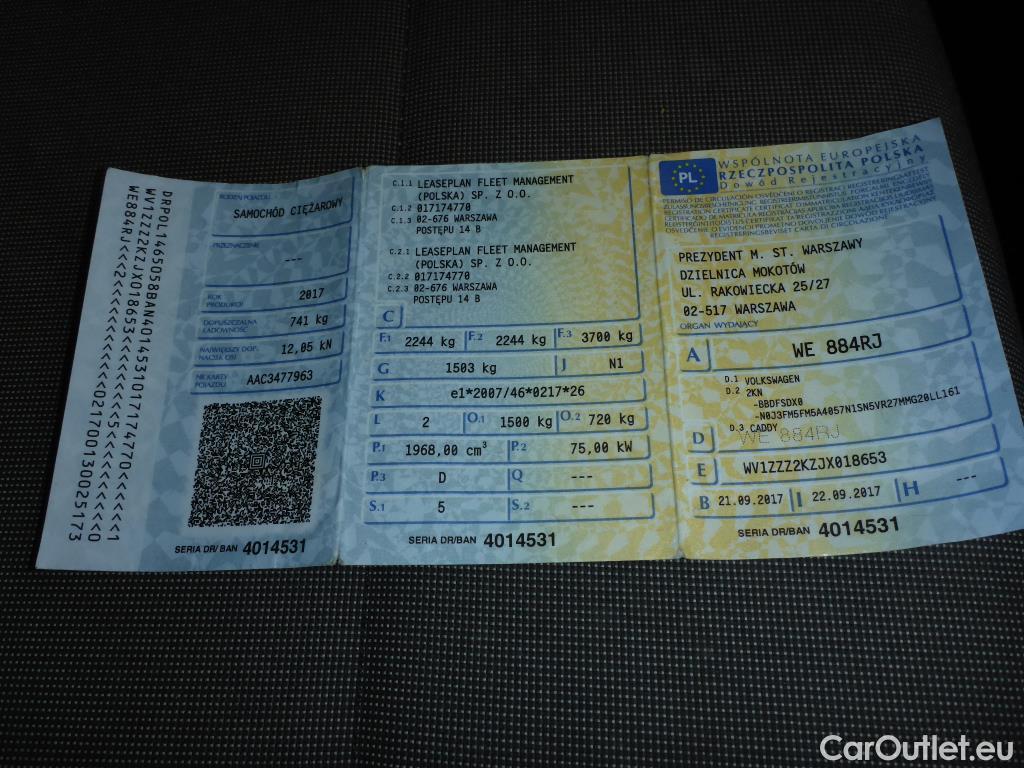 DRPOL1465058BAN4014531017174770<<<<<1
WV1ZZZ2KZJX018653<<<<<<<5<<<<<<<<<<0
WE884RJ<<<2<<<<<<<<<021700130025173
RODZAJ POJAZDU
SAMOCHÓD CIĘŻAROWY
PRZEZNACZENIE
---
ROK PRODUKCJI 2017
DOPUSZCZALNA ŁADOWNOŚĆ 741 kg
NAJWIĘKSZY DOP. NACISK OSI 12,05 kN
NR KARTY POJAZDU AAC3477963
SERIA DR/BAN 4014531
C.1.1 LEASEPLAN FLEET MANAGEMENT
(POLSKA) SP. Z O.O.
C.1.2 017174770
C.1.3 02-676 WARSZAWA
POSTĘPU 14 B
C.2.1 LEASEPLAN FLEET MANAGEMENT
(POLSKA) SP. Z O.O.
C.2.2 017174770
C.2.3 02-676 WARSZAWA
POSTĘPU 14 B
C
F.1 2244 kg F.2 2244 kg F.3 3700 kg
G 1503 kg J N1
K e1*2007/46*0217*26
L 2 O.1 1500 kg O.2 720 kg
P.1 1968,00 cm³ P.2 75,00 kW
P.3 D Q ---
S.1 5 S.2 ---
SERIA DR/BAN 4014531
PL
WSPÓLNOTA EUROPEJSKA
RZECZPOSPOLITA POLSKA
Dowód Rejestracyjny
PREZYDENT M. ST. WARSZAWY
DZIELNICA MOKOTÓW
UL. RAKOWIECKA 25/27
02-517 WARSZAWA
ORGAN WYDAJĄCY
A WE 884RJ
D.1 VOLKSWAGEN
D.2 2KN
-BBDFSDX0
-N0J3FM5FM5A4057N1SN5VR27MMG20LL161
D.3 CADDY
D WE 884RJ
E WV1ZZZ2KZJX018653
B 21.09.2017 I 22.09.2017 H ---
SERIA DR/BAN 4014531
CarOutlet.eu